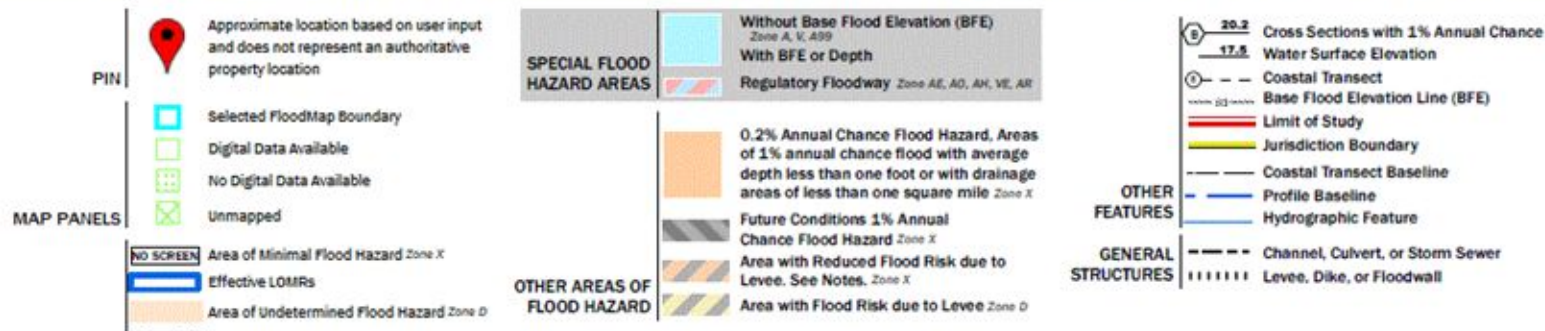 Approximate location based on user input
and does not represent an authoritative
property location
PIN
Selected FloodMap Boundary
Digital Data Available
No Digital Data Available
Unmapped
MAP PANELS
NO SCREEN Area of Minimal Flood Hazard Zone X
Effective LOMRs
Area of Undetermined Flood Hazard Zone D
Without Base Flood Elevation (BFE)
Zone A, V, A99
With BFE or Depth
Regulatory Floodway Zone AE, AO, AH, VE, AR
SPECIAL FLOOD
HAZARD AREAS
0.2% Annual Chance Flood Hazard, Areas
of 1% annual chance flood with average
depth less than one foot or with drainage
areas of less than one square mile Zone X
Future Conditions 1% Annual
Chance Flood Hazard Zone X
Area with Reduced Flood Risk due to
Levee. See Notes. Zone X
Area with Flood Risk due to Levee Zone D
OTHER AREAS OF
FLOOD HAZARD
B 20.2 Cross Sections with 1% Annual Chance
17.5 Water Surface Elevation
Coastal Transect
Base Flood Elevation Line (BFE)
Limit of Study
Jurisdiction Boundary
Coastal Transect Baseline
Profile Baseline
Hydrographic Feature
OTHER
FEATURES
Channel, Culvert, or Storm Sewer
Levee, Dike, or Floodwall
GENERAL
STRUCTURES